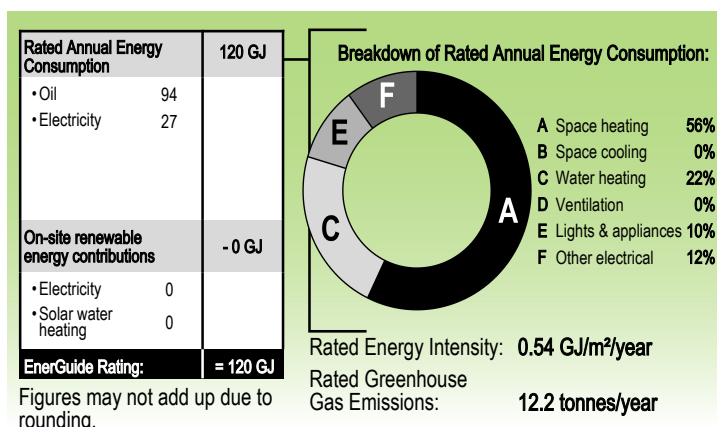 Rated Annual Energy
Consumption
120 GJ
• Oil 94
• Electricity 27
On-site renewable
energy contributions
- 0 GJ
• Electricity 0
• Solar water
heating 0
EnerGuide Rating: = 120 GJ
Figures may not add up due to
rounding.
Breakdown of Rated Annual Energy Consumption:
F
E
C
A
A Space heating 56%
B Space cooling 0%
C Water heating 22%
D Ventilation 0%
E Lights & appliances 10%
F Other electrical 12%
Rated Energy Intensity: 0.54 GJ/m²/year
Rated Greenhouse
Gas Emissions: 12.2 tonnes/year